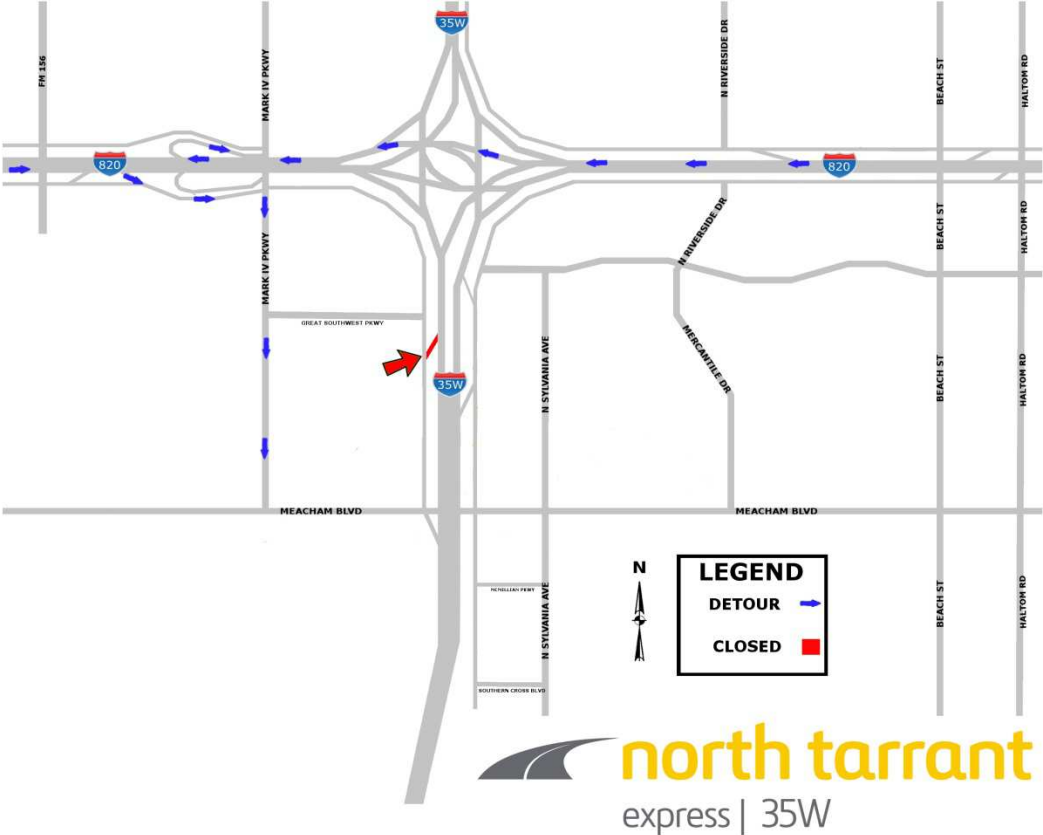 35W
FM 156
MARK IV PKWY
N RIVERSIDE DR
BEACH ST
HALTOM RD
820
820
MARK IV PKWY
N RIVERSIDE DR
BEACH ST
HALTOM RD
GREAT SOUTHWEST PKWY
35W
N SYLVANIA AVE
MERCANTILE DR
BEACH ST
HALTOM RD
MEACHAM BLVD
MEACHAM BLVD
N
LEGEND
DETOUR
CLOSED
N SYLVANIA AVE
BEACH ST
HALTOM RD
SOUTHERN CROSS BLVD
north tarrant
express | 35W